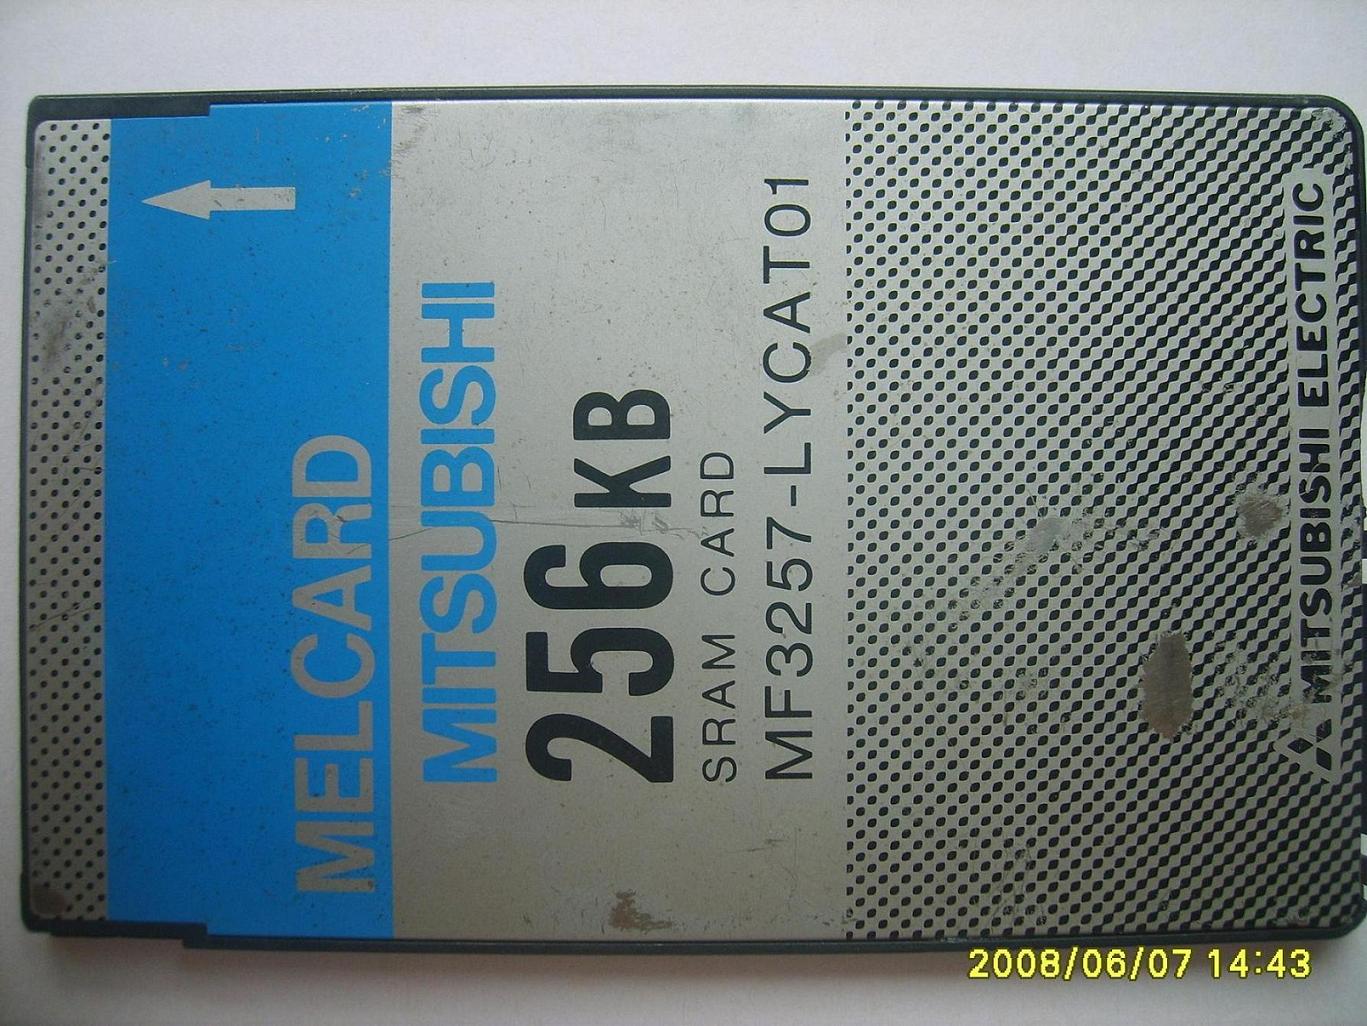 MELCARD
MITSUBISHI
256KB
SRAM CARD
MF3257-LYCAT01
MITSUBISHI ELECTRIC
2008/06/07 14:43